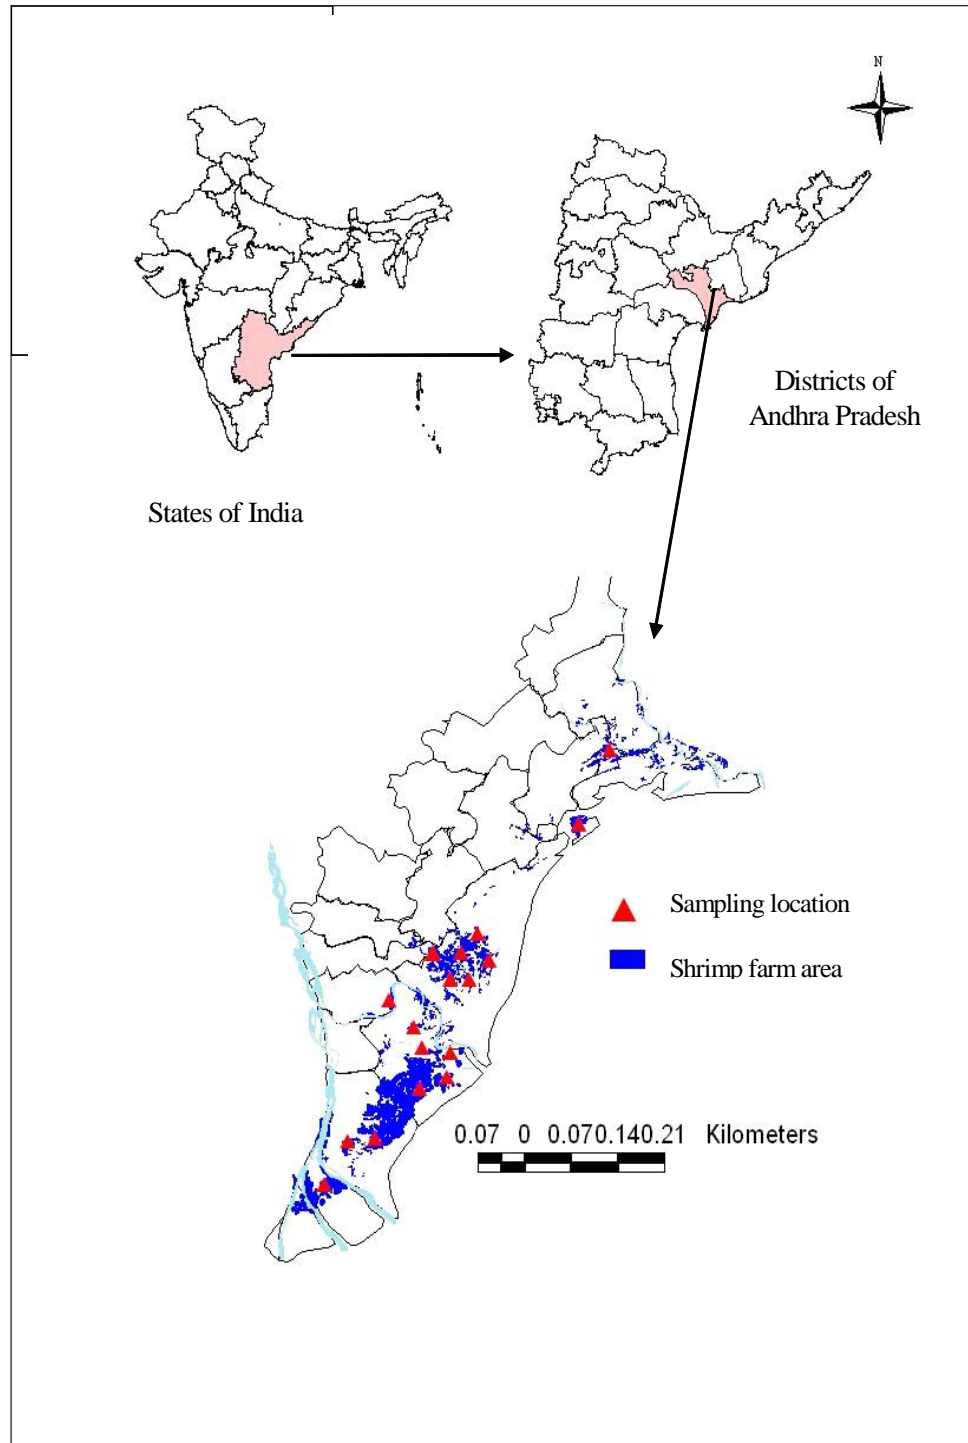 N
Districts of
Andhra Pradesh
States of India
Sampling location
Shrimp farm area
0.07 0 0.070.140.21 Kilometers